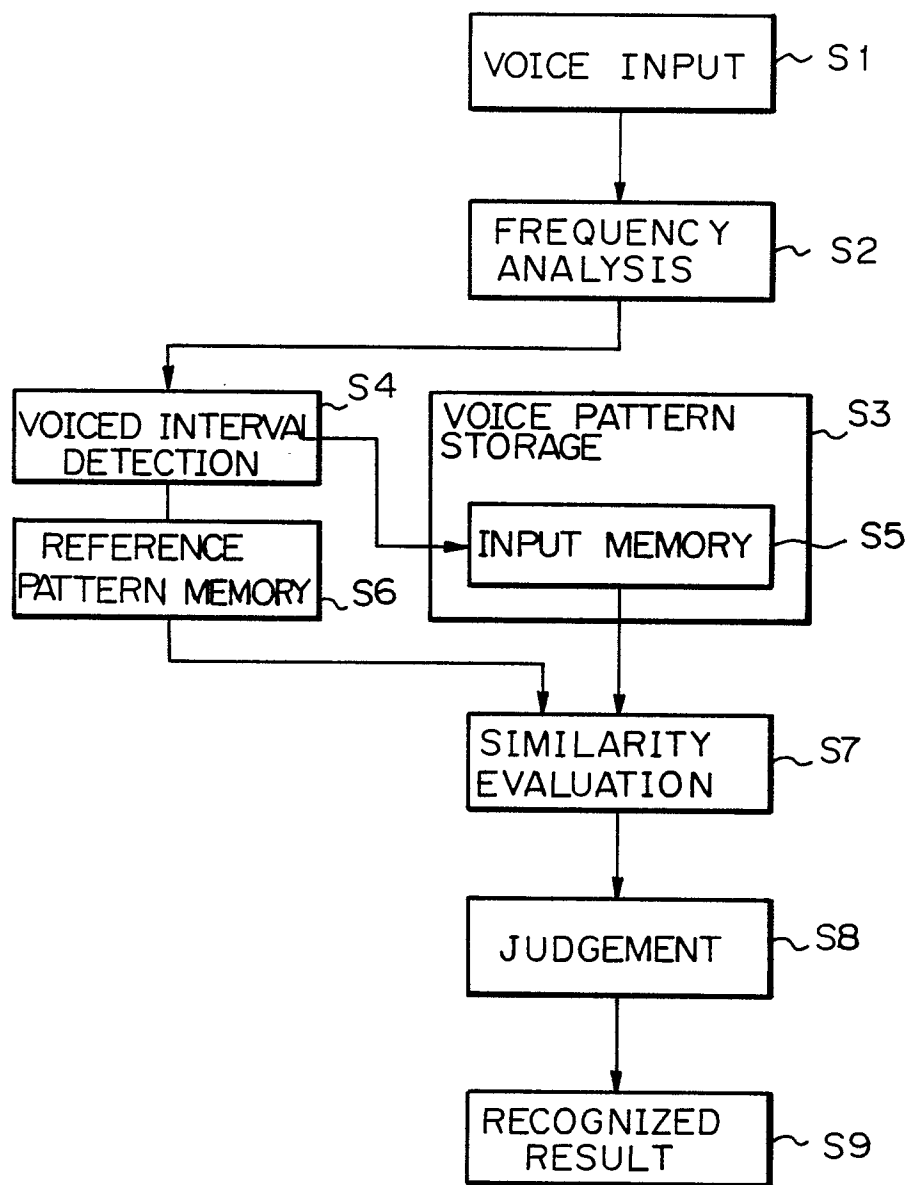 VOICE INPUT
S1
FREQUENCY
ANALYSIS
S2
S4
VOICED INTERVAL
DETECTION
VOICE PATTERN
STORAGE
S3
INPUT MEMORY
S5
REFERENCE
PATTERN MEMORY
S6
SIMILARITY
EVALUATION
S7
JUDGEMENT
S8
RECOGNIZED
RESULT
S9